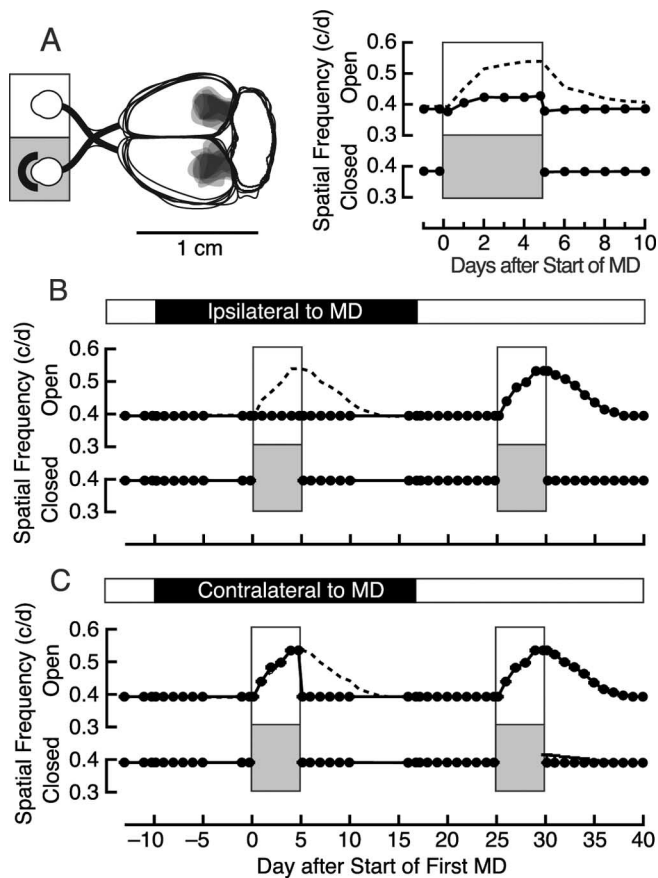 A
1 cm
Spatial Frequency (c/d)
Closed Open
0.6
0.5
0.4
0.3
0.4
0.3
0 2 4 6 8 10
Days after Start of MD
B
Ipsilateral to MD
Spatial Frequency (c/d)
Closed Open
0.6
0.5
0.4
0.3
0.4
0.3
C
Contralateral to MD
Spatial Frequency (c/d)
Closed Open
0.6
0.5
0.4
0.3
0.4
0.3
–10 –5 0 5 10 15 20 25 30 35 40
Day after Start of First MD